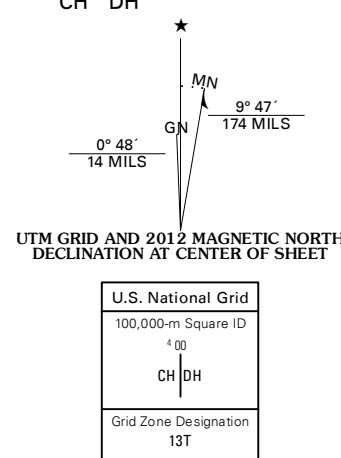 CH DH
★
MN
GN
9° 47´
174 MILS
0° 48´
14 MILS
UTM GRID AND 2012 MAGNETIC NORTH
DECLINATION AT CENTER OF SHEET
U.S. National Grid
100,000-m Square ID
4 00
CH DH
Grid Zone Designation
13T